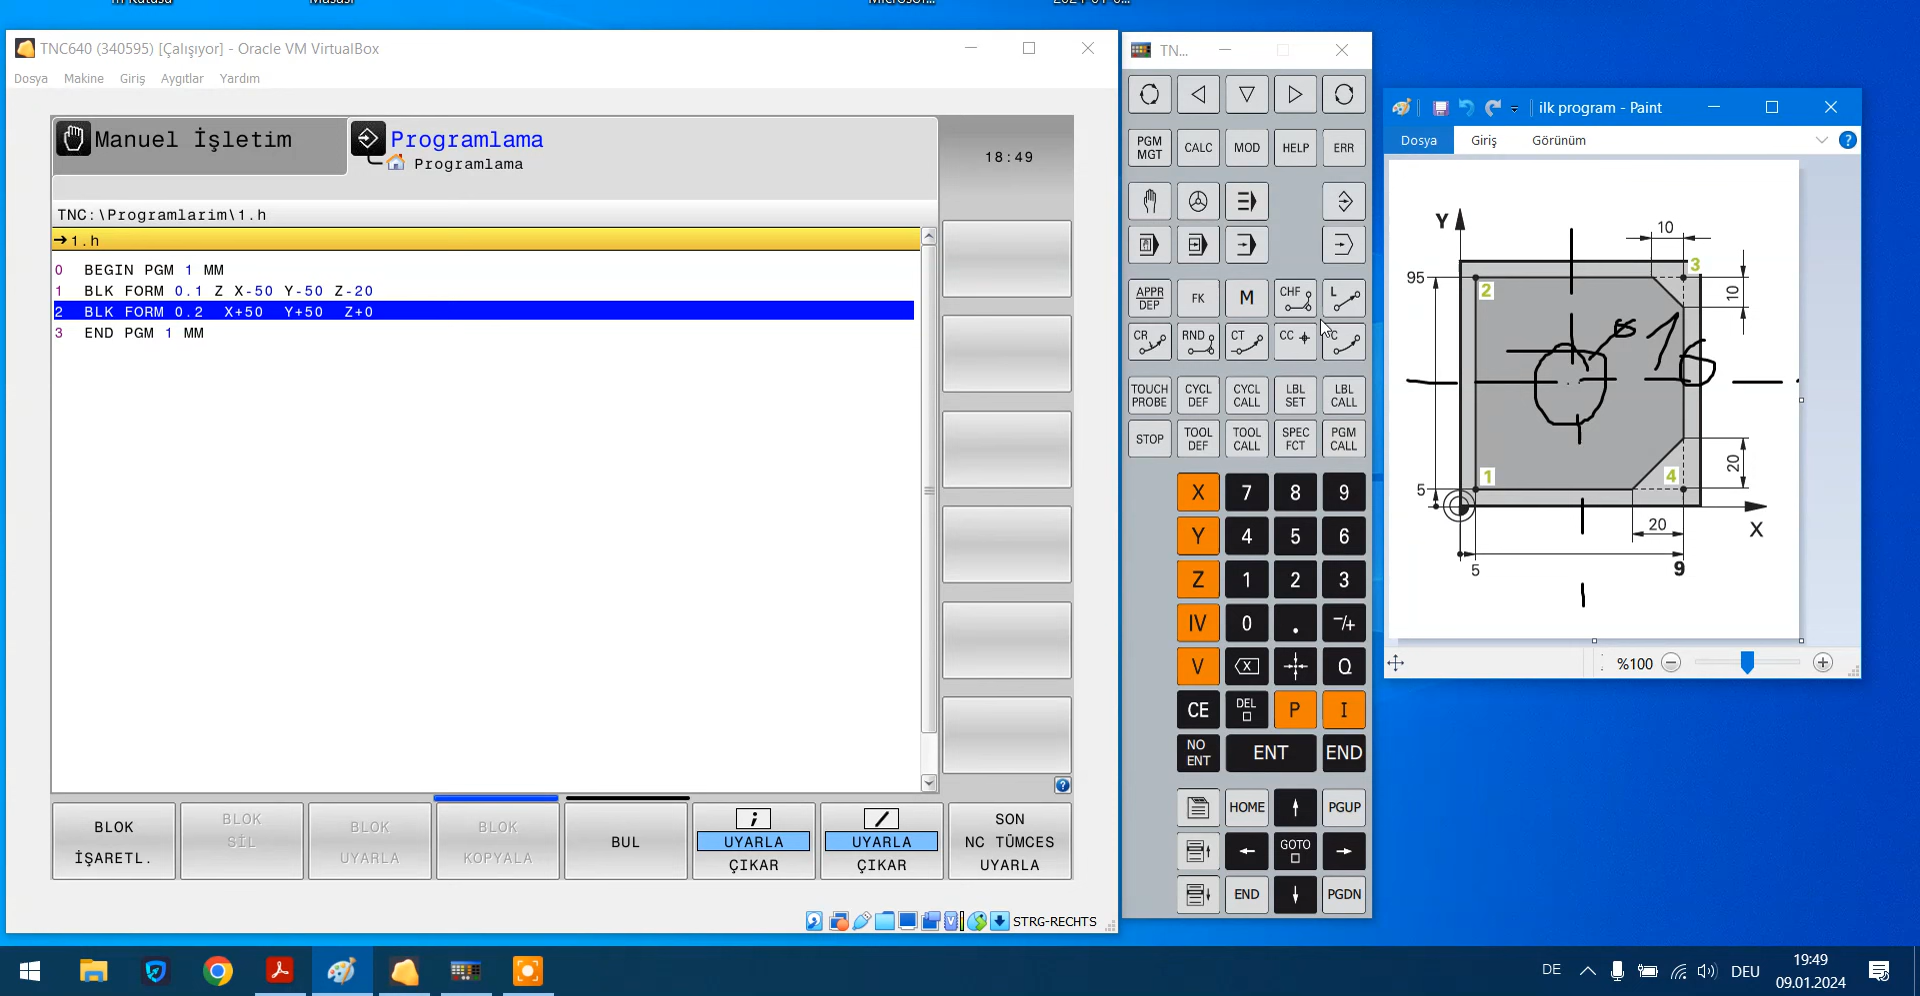 TNC640 (340595) [Çalışıyor] - Oracle VM VirtualBox
Dosya Makine Giriş Aygıtlar Yardım
Manuel İşletim
Programlama
Programlama
18:49
TNC:\Programlarim\1.h
→1.h
0 BEGIN PGM 1 MM
1 BLK FORM 0.1 Z X-50 Y-50 Z-20
2 BLK FORM 0.2 X+50 Y+50 Z+0
3 END PGM 1 MM
BLOK İŞARETL.
BLOK SİL
BLOK UYARLA
BLOK KOPYALA
BUL
; UYARLA ÇIKAR
/ UYARLA ÇIKAR
SON NC TÜMCES UYARLA
STRG-RECHTS
TN...
PGM MGT CALC MOD HELP ERR
APPR DEP FK M CHF L
CR RND CT CC C
TOUCH PROBE CYCL DEF CYCL CALL LBL SET LBL CALL
STOP TOOL DEF TOOL CALL SPEC FCT PGM CALL
X 7 8 9
Y 4 5 6
Z 1 2 3
IV 0 . -/+
V X Q
CE DEL P I
NO ENT ENT END
HOME PGUP
GOTO
END PGDN
ilk program - Paint
Dosya Giriş Görünüm
Y
10
95
2
3
10
16
1
4
20
5
20
X
5
9
%100
DE DEU
19:49
09.01.2024